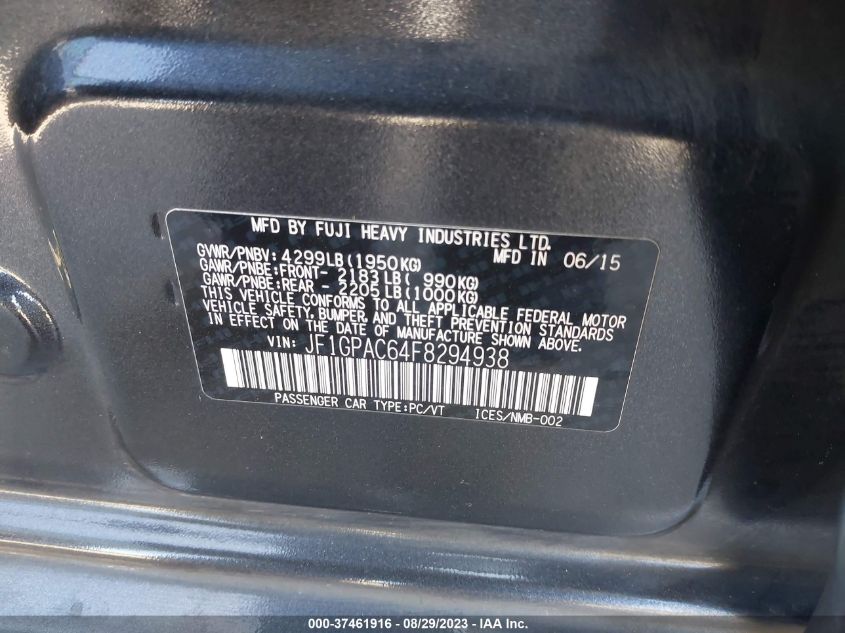 MFD BY FUJI HEAVY INDUSTRIES LTD.
GVWR/PNBV: 4299LB(1950KG) MFD IN 06/15
GAWR/PNBE:FRONT- 2183LB( 990KG)
GAWR/PNBE:REAR - 2205LB(1000KG)
THIS VEHICLE CONFORMS TO ALL APPLICABLE FEDERAL MOTOR
VEHICLE SAFETY, BUMPER, AND THEFT PREVENTION STANDARDS
IN EFFECT ON THE DATE OF MANUFACTURE SHOWN ABOVE.
VIN: JF1GPAC64F8294938
PASSENGER CAR TYPE:PC/VT ICES/NMB-002
000-37461916 - 08/29/2023 - IAA Inc.